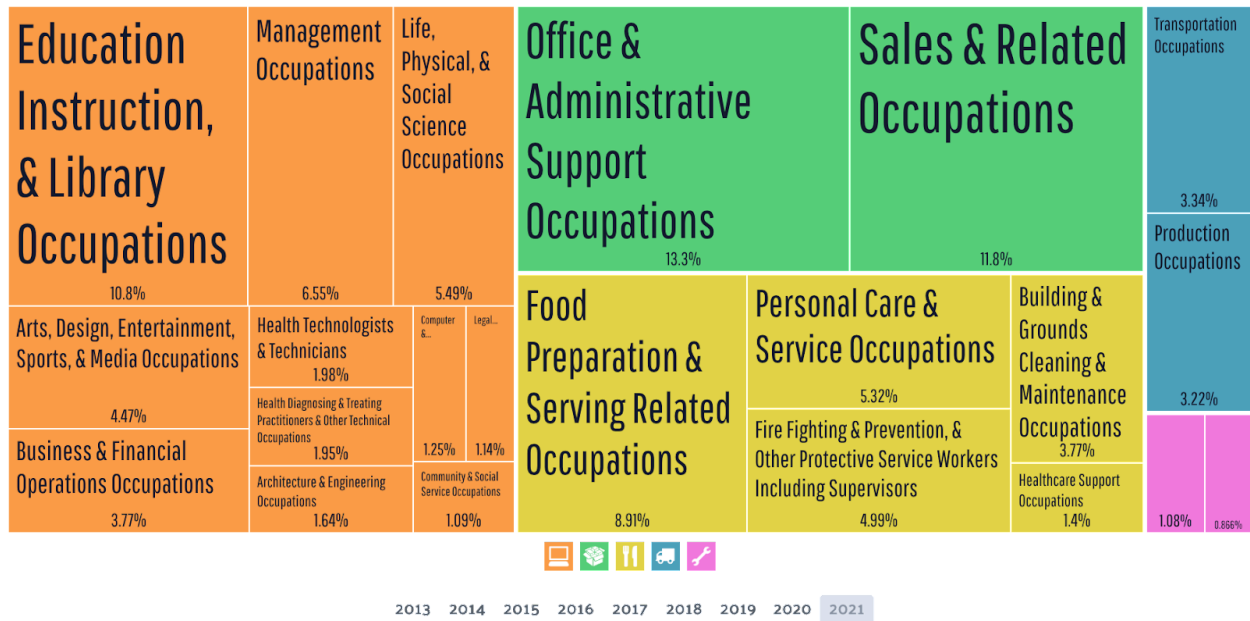 Education
Instruction,
& Library
Occupations
10.8%
Management
Occupations
6.55%
Life,
Physical, &
Social
Science
Occupations
5.49%
Arts, Design, Entertainment,
Sports, & Media Occupations
4.47%
Business & Financial
Operations Occupations
3.77%
Health Technologists
& Technicians
1.98%
Health Diagnosing & Treating
Practitioners & Other Technical
Occupations
1.95%
Architecture & Engineering
Occupations
1.64%
Computer
&...
1.25%
Legal...
1.14%
Community & Social
Service Occupations
1.09%
Office &
Administrative
Support
Occupations
13.3%
Sales & Related
Occupations
11.8%
Food
Preparation &
Serving Related
Occupations
8.91%
Personal Care &
Service Occupations
5.32%
Fire Fighting & Prevention, &
Other Protective Service Workers
Including Supervisors
4.99%
Building &
Grounds
Cleaning &
Maintenance
Occupations
3.77%
Healthcare Support
Occupations
1.4%
Transportation
Occupations
3.34%
Production
Occupations
3.22%
1.08%
0.866%
2013 2014 2015 2016 2017 2018 2019 2020 2021